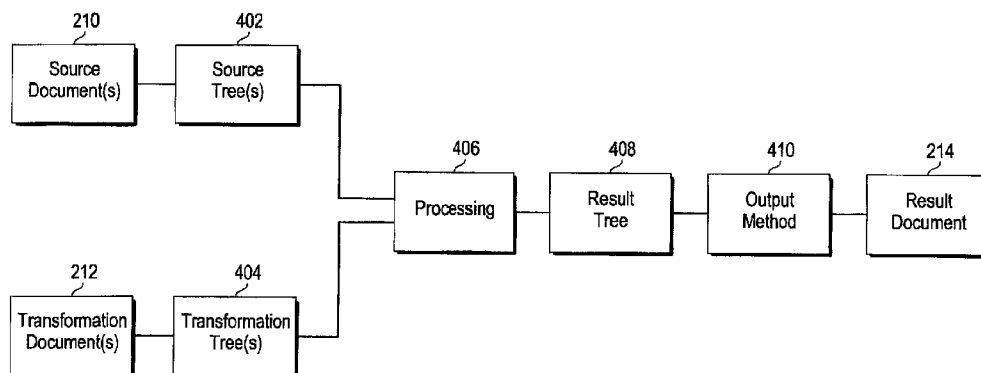 210
402
Source
Document(s)
Source
Tree(s)
406
408
410
214
Processing
Result
Tree
Output
Method
Result
Document
212
404
Transformation
Document(s)
Transformation
Tree(s)